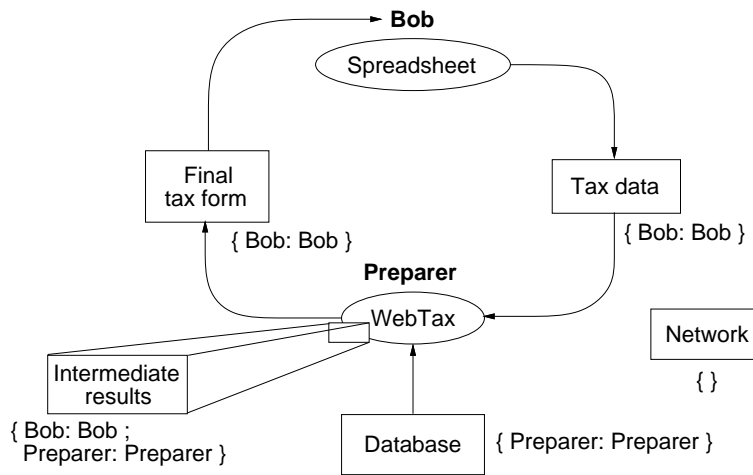 Bob
Spreadsheet
Final
tax form
Tax data
{ Bob: Bob }
{ Bob: Bob }
Preparer
WebTax
Network
{ }
Intermediate
results
{ Bob: Bob ;
Preparer: Preparer }
Database
{ Preparer: Preparer }